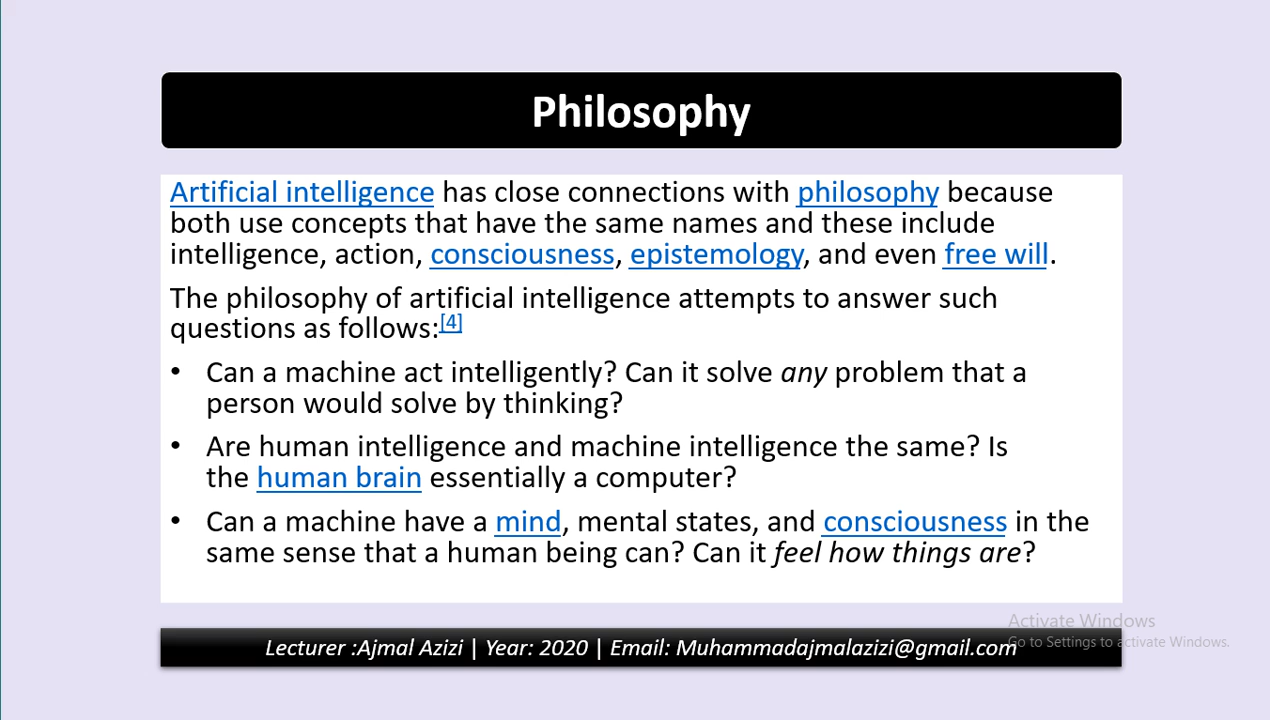 Philosophy
Artificial intelligence has close connections with philosophy because
both use concepts that have the same names and these include
intelligence, action, consciousness, epistemology, and even free will.
The philosophy of artificial intelligence attempts to answer such
questions as follows:[4]
• Can a machine act intelligently? Can it solve any problem that a
person would solve by thinking?
• Are human intelligence and machine intelligence the same? Is
the human brain essentially a computer?
• Can a machine have a mind, mental states, and consciousness in the
same sense that a human being can? Can it feel how things are?
Activate Windows
Go to Settings to activate Windows.
Lecturer :Ajmal Azizi | Year: 2020 | Email: Muhammadajmalazizi@gmail.com